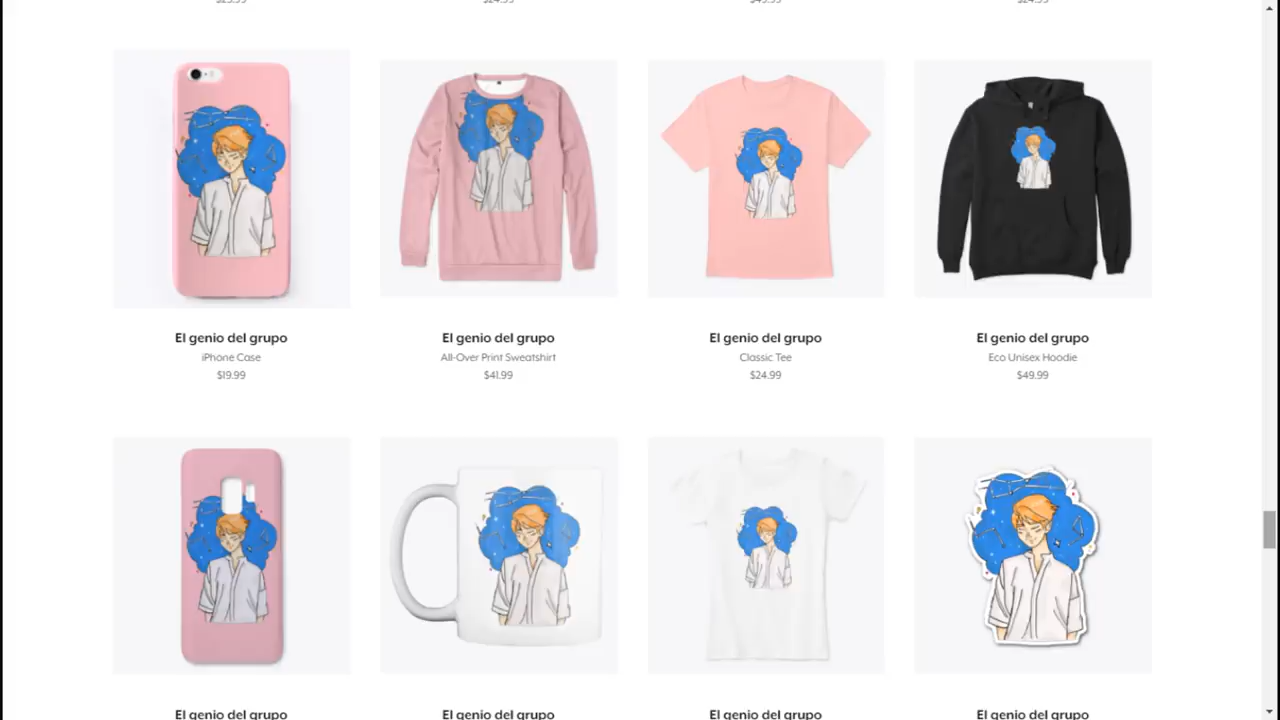 El genio del grupo
iPhone Case
$19.99
El genio del grupo
All-Over Print Sweatshirt
$41.99
El genio del grupo
Classic Tee
$24.99
El genio del grupo
Eco Unisex Hoodie
$49.99
El genio del grupo
El genio del grupo
El genio del grupo
El genio del grupo